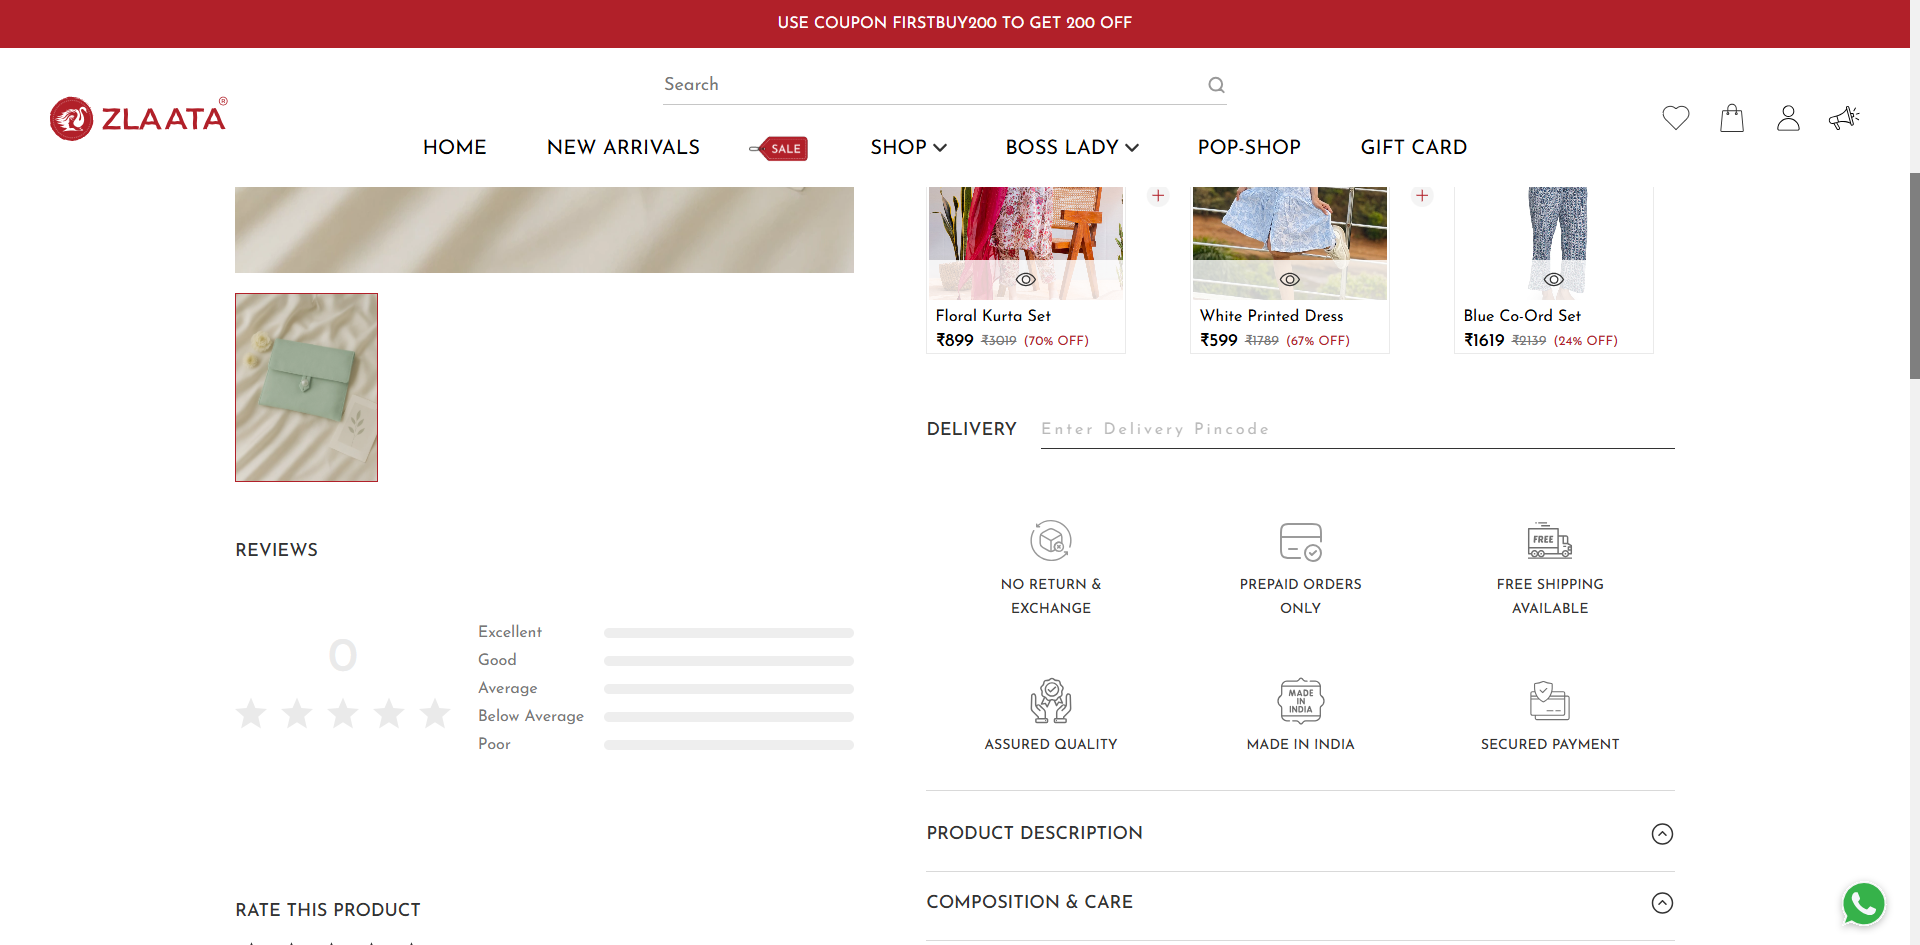 USE COUPON FIRSTBUY200 TO GET 200 OFF
Search
ZLAATA®
HOME
NEW ARRIVALS
SALE
SHOP
BOSS LADY
POP-SHOP
GIFT CARD
Floral Kurta Set
₹899 ₹3019 (70% OFF)
White Printed Dress
₹599 ₹1789 (67% OFF)
Blue Co-Ord Set
₹1619 ₹2139 (24% OFF)
DELIVERY
Enter Delivery Pincode
NO RETURN &
EXCHANGE
PREPAID ORDERS
ONLY
FREE
FREE SHIPPING
AVAILABLE
ASSURED QUALITY
MADE
IN
INDIA
MADE IN INDIA
SECURED PAYMENT
PRODUCT DESCRIPTION
COMPOSITION & CARE
REVIEWS
0
Excellent
Good
Average
Below Average
Poor
RATE THIS PRODUCT